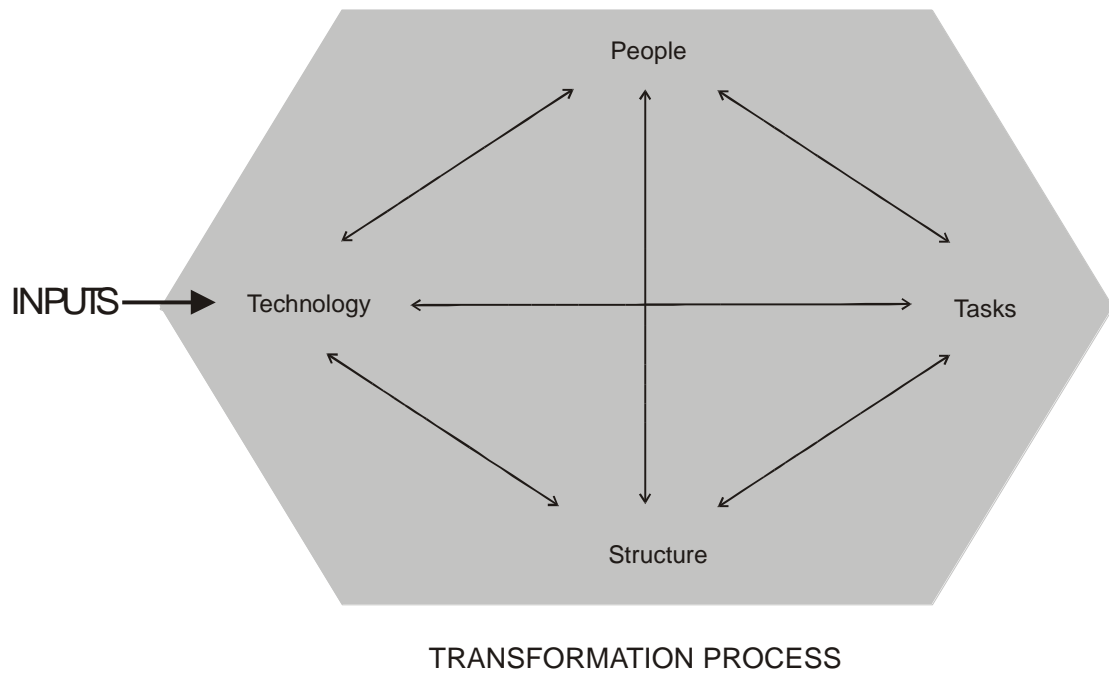 People
INPUTS
Technology
Tasks
Structure
TRANSFORMATION PROCESS